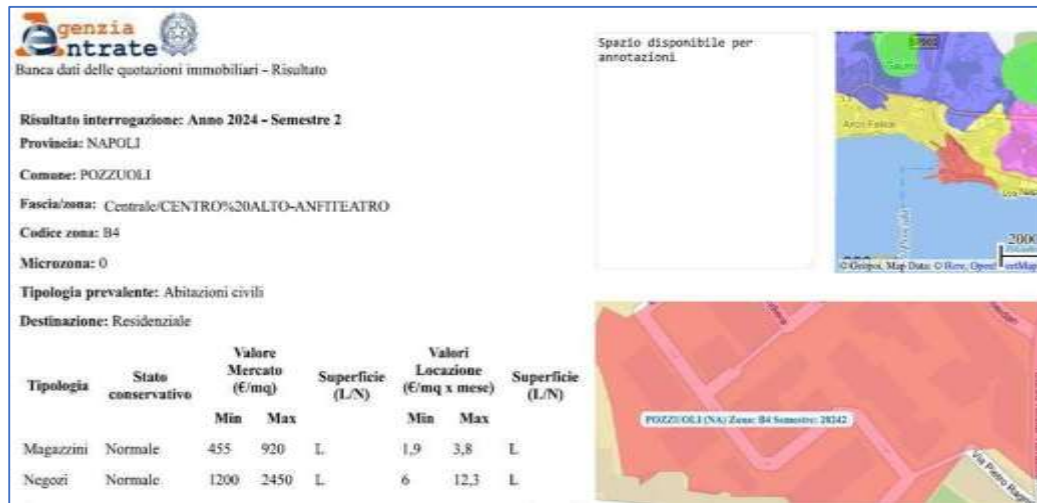 genzia
ntrate
Banca dati delle quotazioni immobiliari - Risultato
Risultato interrogazione: Anno 2024 - Semestre 2
Provincia: NAPOLI
Comune: POZZUOLI
Fascia/zona: Centrale/CENTRO%20ALTO-ANFITEATRO
Codice zona: B4
Microzona: 0
Tipologia prevalente: Abitazioni civili
Destinazione: Residenziale
Tipologia Stato conservativo Valore Mercato (€/mq) Superficie (L/N) Valori Locazione (€/mq x mese) Superficie (L/N)
Min Max Min Max
Magazzini Normale 455 920 L 1,9 3,8 L
Negozi Normale 1200 2450 L 6 12,3 L
Spazio disponibile per
annotazioni
Arco Felice
2000
© Geopoi, Map Data: © Here,
POZZUOLI (NA) Zona: B4 Semestre: 20242
Via Pietro